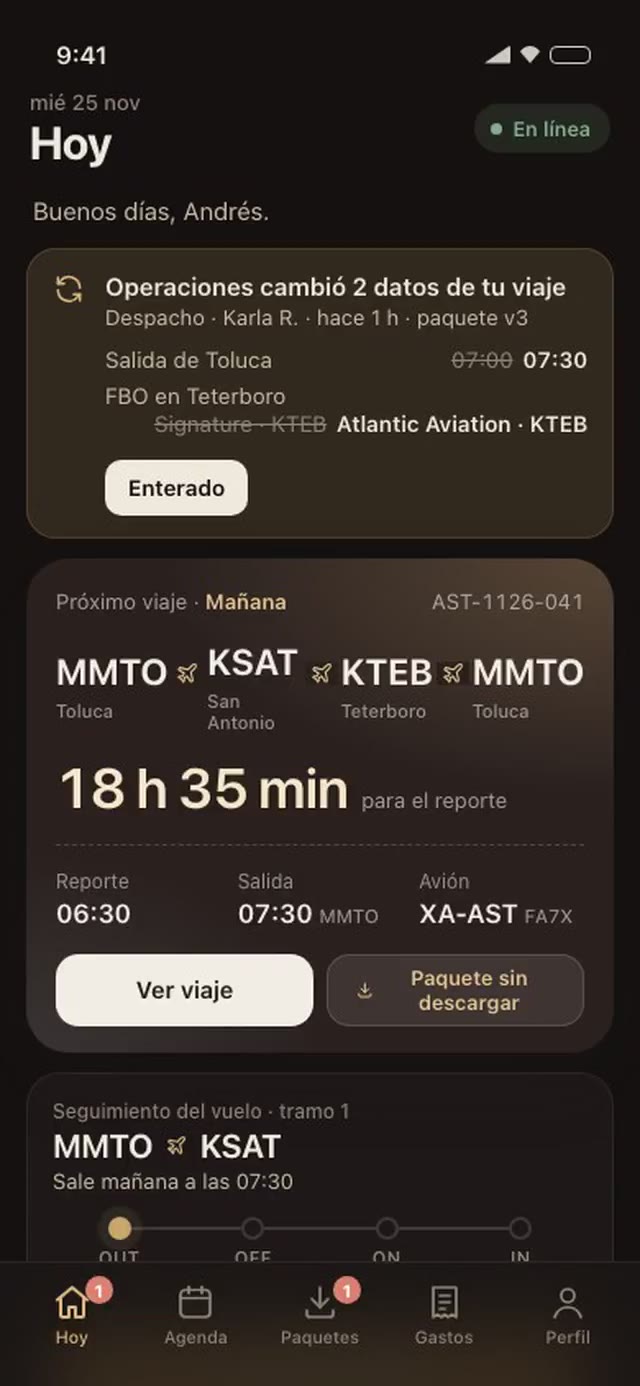 9:41
mié 25 nov
Hoy
En línea
Buenos días, Andrés.
Operaciones cambió 2 datos de tu viaje
Despacho · Karla R. · hace 1 h · paquete v3
Salida de Toluca 07:00 07:30
FBO en Teterboro
Signature · KTEB Atlantic Aviation · KTEB
Enterado
Próximo viaje · Mañana AST-1126-041
MMTO KSAT KTEB MMTO
Toluca San Antonio Teterboro Toluca
18 h 35 min para el reporte
Reporte Salida Avión
06:30 07:30 MMTO XA-AST FA7X
Ver viaje
Paquete sin
descargar
Seguimiento del vuelo · tramo 1
MMTO KSAT
Sale mañana a las 07:30
OUT OFF ON IN
1 1
Hoy Agenda Paquetes Gastos Perfil